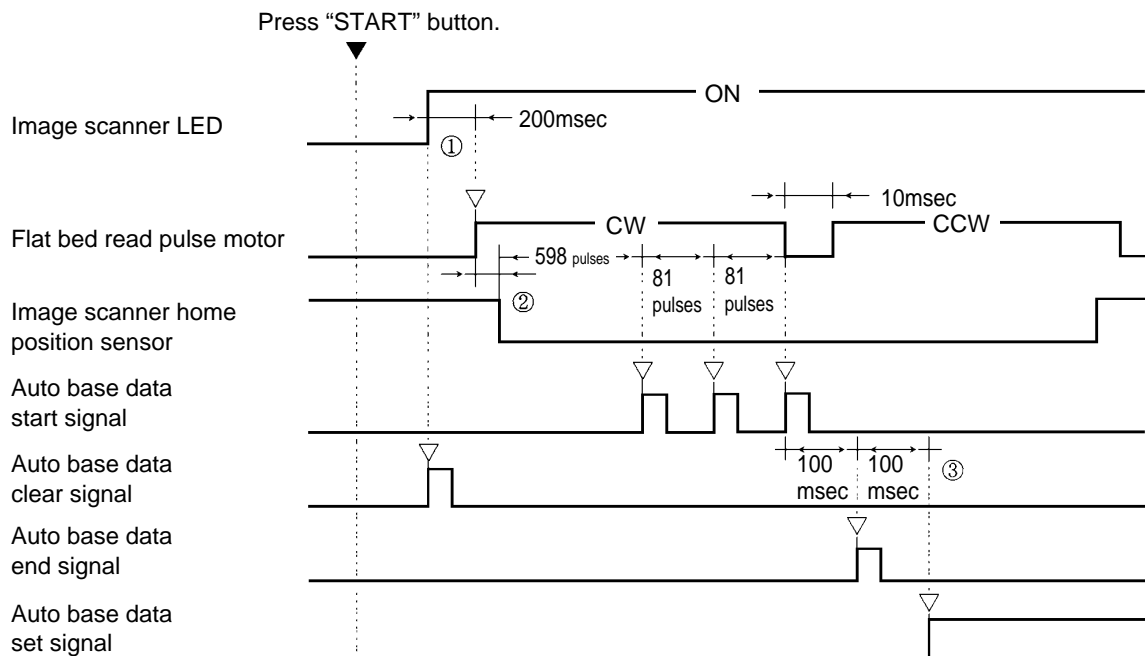 Press “START” button.
ON
Image scanner LED
200msec
①
10msec
Flat bed read pulse motor
CW
CCW
598 pulses
81
pulses
81
pulses
②
Image scanner home
position sensor
Auto base data
start signal
Auto base data
clear signal
100
msec
100
msec
③
Auto base data
end signal
Auto base data
set signal